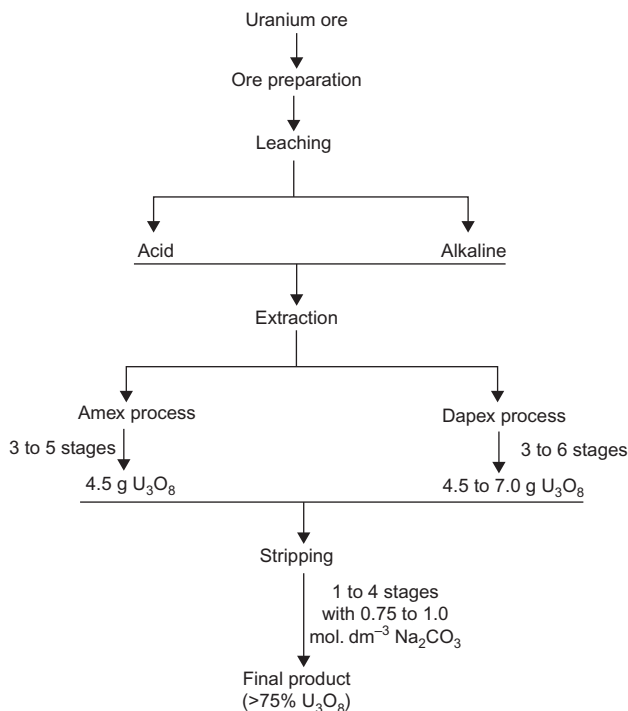 Uranium ore
Ore preparation
Leaching
Acid
Alkaline
Extraction
Amex process
Dapex process
3 to 5 stages
3 to 6 stages
4.5 g U₃O₈
4.5 to 7.0 g U₃O₈
Stripping
1 to 4 stages
with 0.75 to 1.0
mol. dm⁻³ Na₂CO₃
Final product
(>75% U₃O₈)